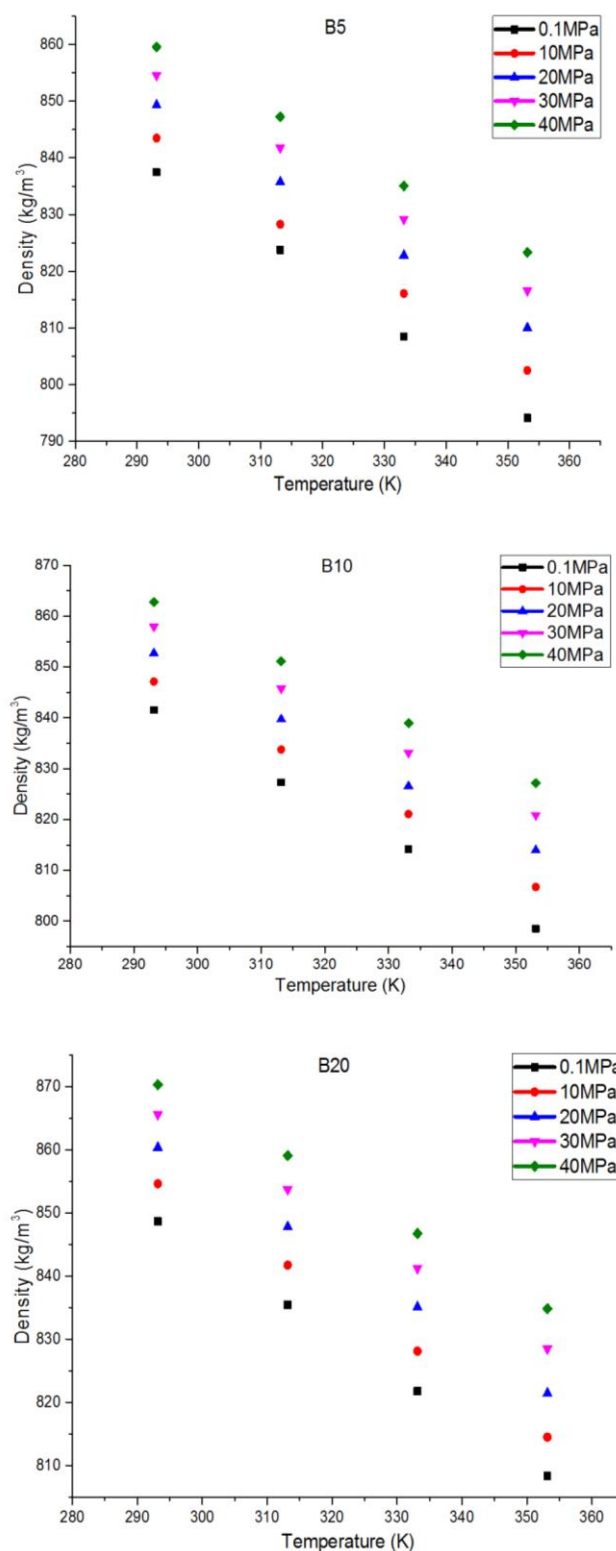 B5
0.1MPa
10MPa
20MPa
30MPa
40MPa
860
850
840
830
820
810
800
790
Density (kg/m³)
280 290 300 310 320 330 340 350 360
Temperature (K)
B10
0.1MPa
10MPa
20MPa
30MPa
40MPa
870
860
850
840
830
820
810
800
Density (kg/m³)
280 290 300 310 320 330 340 350 360
Temperature (K)
B20
0.1MPa
10MPa
20MPa
30MPa
40MPa
870
860
850
840
830
820
810
Density (kg/m³)
280 290 300 310 320 330 340 350 360
Temperature (K)